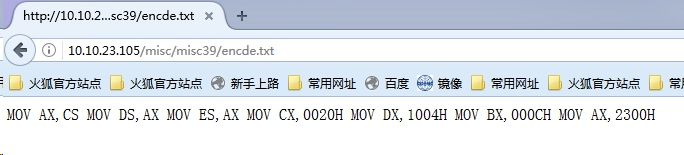 http://10.10.2...sc39/encde.txt
10.10.23.105/misc/misc39/encde.txt
火狐官方站点 火狐官方站点 新手上路 常用网址 百度 镜像 火狐官方站点 常用网址 火狐
MOV AX,CS MOV DS,AX MOV ES,AX MOV CX,0020H MOV DX,1004H MOV BX,000CH MOV AX,2300H